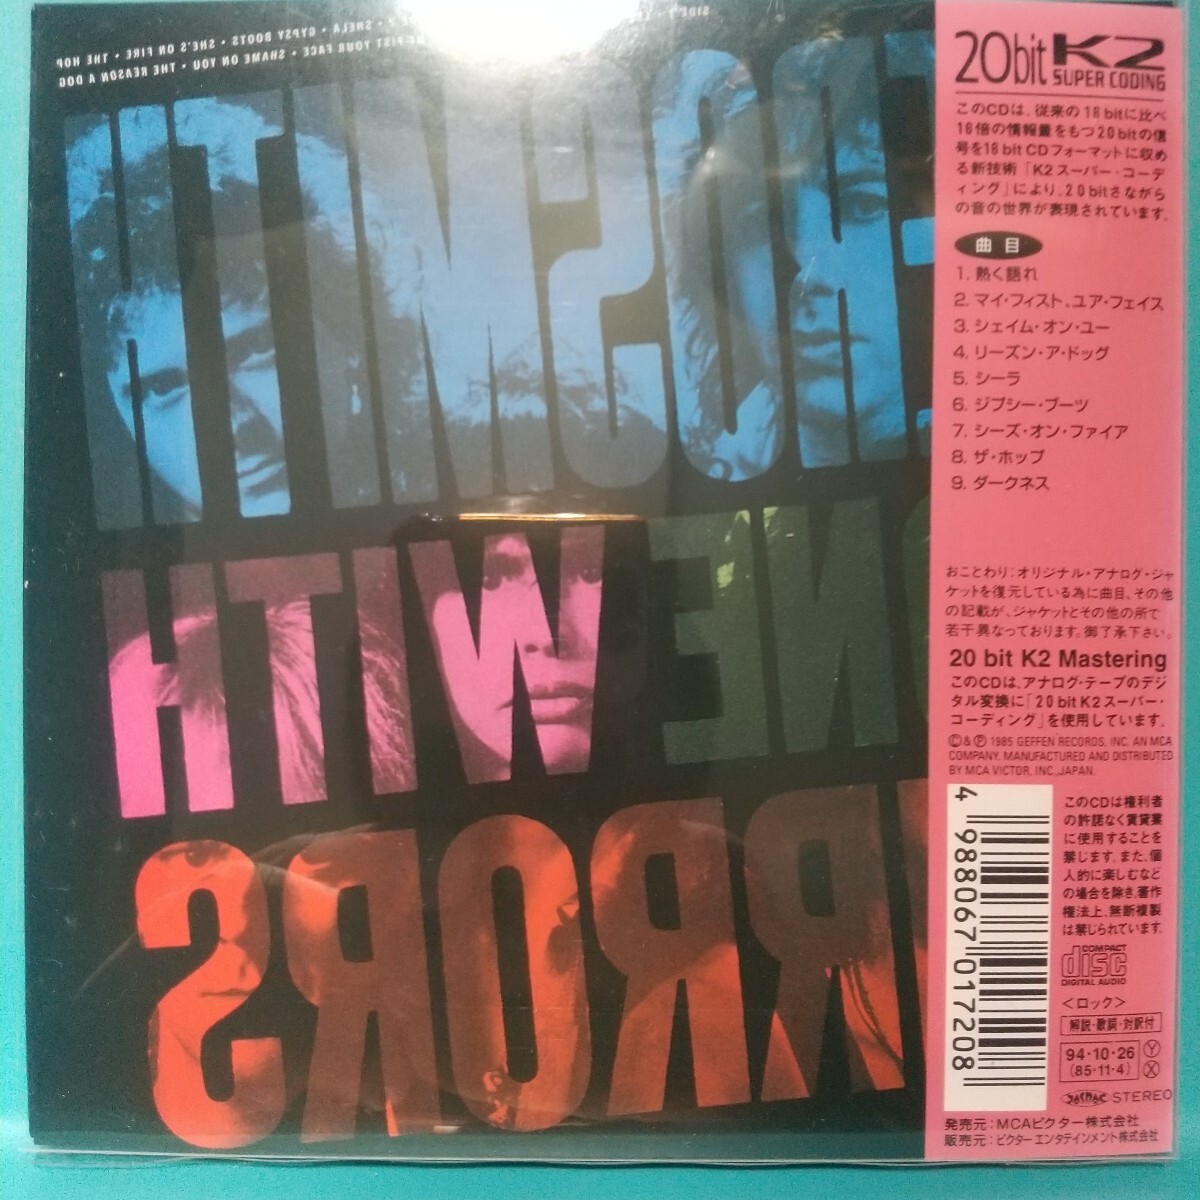 SIDE 1
SHELA • GYPSY BOOTS • SHE'S ON FIRE • THE HOP
FIST YOUR FACE • SHAME ON YOU • THE REASON A DOG
EROSMITH
ONE WITH
IRRORS
20bit K2
SUPER CODING
このCDは、従来の16bitに比べ
16倍の情報量をもつ20bitの信
号を16bit CDフォーマットに収め
る新技術「K2スーパー・コーデ
ィング」により、20bitさながら
の音の世界が表現されています。
曲目
1. 熱く語れ
2. マイ・フィスト、ユア・フェイス
3. シェイム・オン・ユー
4. リーズン・ア・ドッグ
5. シーラ
6. ジプシー・ブーツ
7. シーズ・オン・ファイア
8. ザ・ホップ
9. ダークネス
おことわり:オリジナル・アナログ・ジャ
ケットを復元している為に曲目、その他
の記載が、ジャケットとその他の所で
若干異なっております。御了承下さい。
20 bit K2 Mastering
このCDは、アナログ・テープのデジ
タル変換に「20bit K2スーパー・
コーディング」を使用しています。
©&℗ 1985 GEFFEN RECORDS, INC. AN MCA
COMPANY. MANUFACTURED AND DISTRIBUTED
BY MCA VICTOR, INC. JAPAN.
4 988067 017208
このCDは権利者
の許諾なく賃貸業
に使用することを
禁じます。また、個
人的に楽しむなど
の場合を除き、著作
権法上、無断複製
は禁じられています。
COMPACT
disc
DIGITAL AUDIO
<ロック>
解説・歌詞・対訳付
94・10・26 Ⓨ
(85・11・4) Ⓧ
STEREO
発売元:MCAビクター株式会社
販売元:ビクターエンタテインメント株式会社